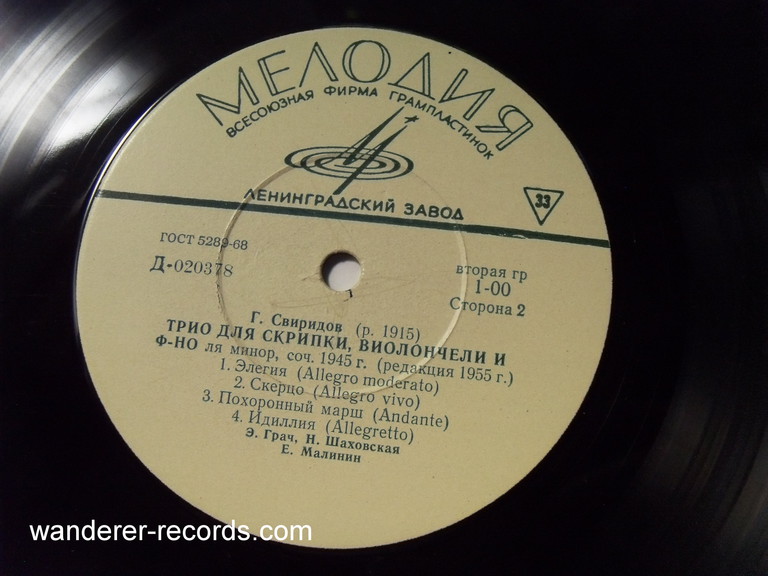 МЕЛОДИЯ
ВСЕСОЮЗНАЯ ФИРМА ГРАМПЛАСТИНОК
ЛЕНИНГРАДСКИЙ ЗАВОД
33
ГОСТ 5289-68
Д-020378
вторая гр
1-00
Сторона 2
Г. Свиридов (р. 1915)
ТРИО ДЛЯ СКРИПКИ, ВИОЛОНЧЕЛИ И
Ф-НО ля минор, соч. 1945 г. (редакция 1955 г.)
1. Элегия (Allegro moderato)
2. Скерцо (Allegro vivo)
3. Похоронный марш (Andante)
4. Идиллия (Allegretto)
Э. Грач, Н. Шаховская
Е. Малинин
wanderer-records.com